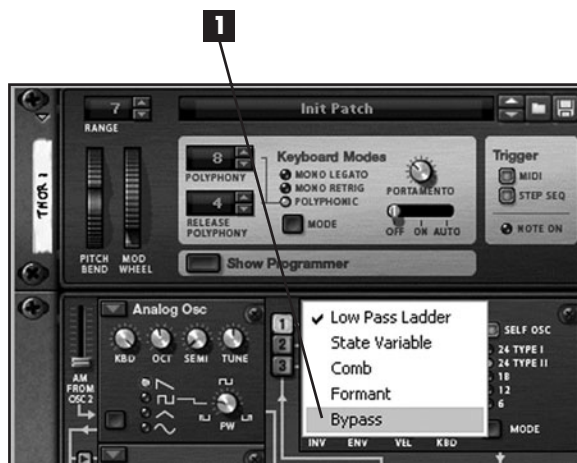 1
7
RANGE
Init Patch
THOR 1
PITCH BEND
MOD WHEEL
8
POLYPHONY
4
RELEASE POLYPHONY
Keyboard Modes
MONO LEGATO
MONO RETRIG
POLYPHONIC
MODE
PORTAMENTO
OFF ON AUTO
Trigger
MIDI
STEP SEQ
NOTE ON
Show Programmer
AM FROM OSC 2
Analog Osc
KBD OCT SEMI TUNE
PW
1
2
3
Low Pass Ladder
State Variable
Comb
Formant
Bypass
INV ENV VEL KBD
SELF OSC
24 TYPE I
24 TYPE II
18
12
6
MODE